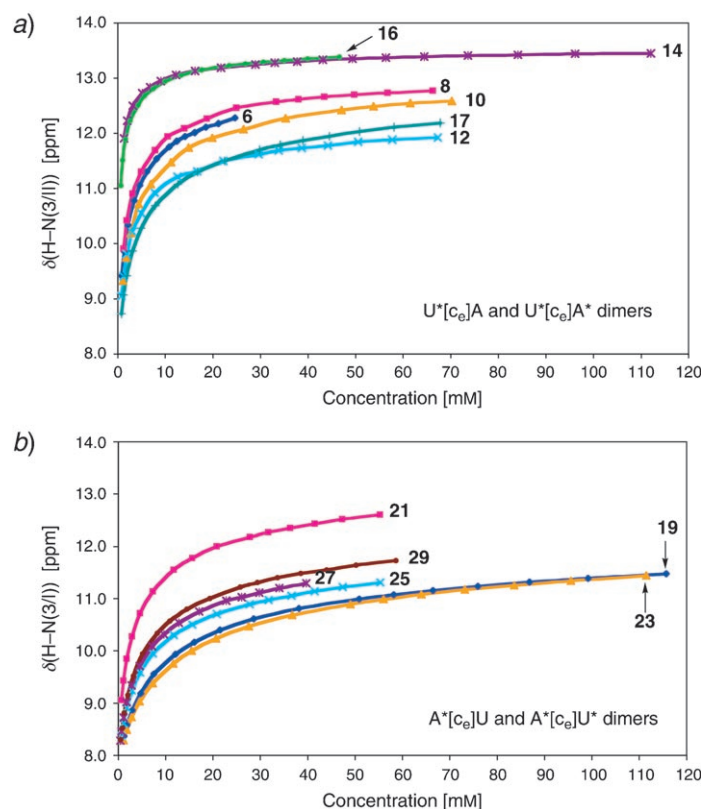 a)
14.0
16
14
13.0
8
10
6
17
12
12.0
11.0
10.0
9.0
8.0
δ(H–N(3/II)) [ppm]
U*[cₑ]A and U*[cₑ]A* dimers
0 10 20 30 40 50 60 70 80 90 100 110 120
Concentration [mM]
b)
14.0
13.0
21
19
12.0
29
27
25
23
11.0
10.0
9.0
8.0
δ(H–N(3/I)) [ppm]
A*[cₑ]U and A*[cₑ]U* dimers
0 10 20 30 40 50 60 70 80 90 100 110 120
Concentration [mM]